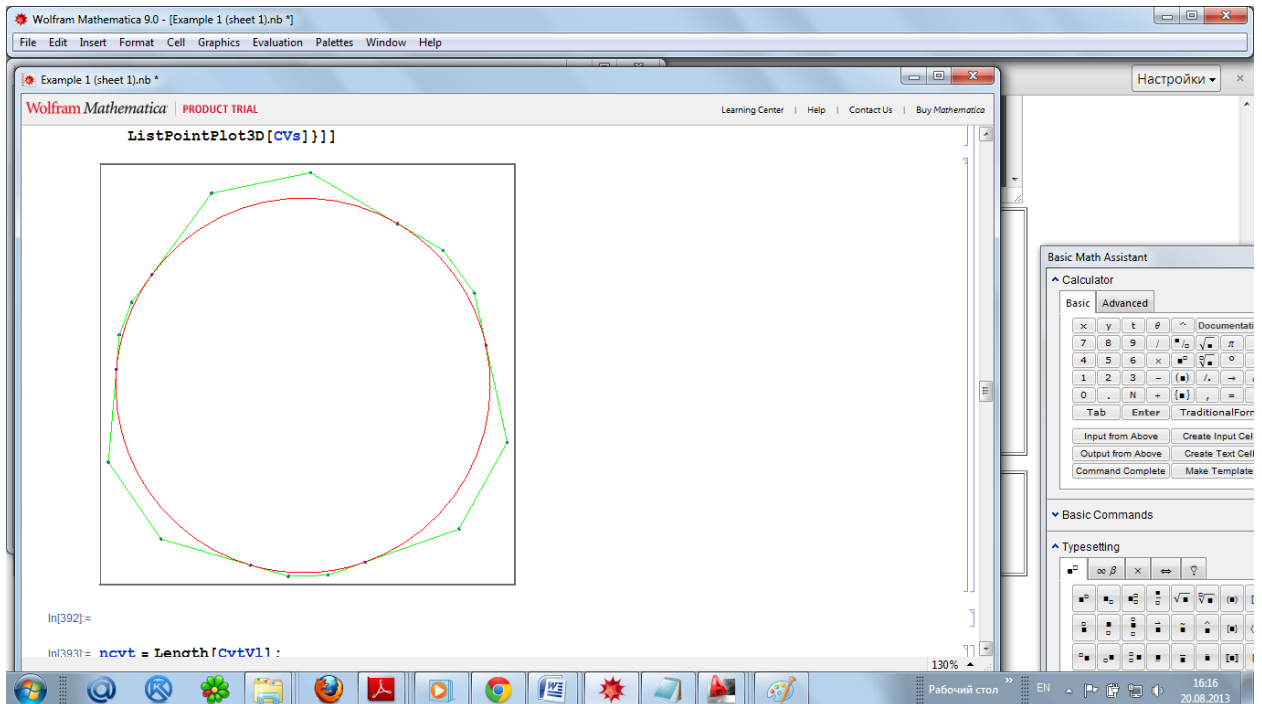 Wolfram Mathematica 9.0 - [Example 1 (sheet 1).nb *]
File Edit Insert Format Cell Graphics Evaluation Palettes Window Help
Example 1 (sheet 1).nb *
Настройки
Wolfram Mathematica PRODUCT TRIAL
Learning Center | Help | Contact Us | Buy Mathematica
ListPointPlot3D[CVs]}]]
In[392]:=
In[393]:= ncvt = Length[CvtVl];
130%
Basic Math Assistant
Calculator
Basic Advanced
x y t θ ^ Documentati
7 8 9 / √ π
4 5 6 × °
1 2 3 - (■) /. →
0 . N + {■} , =
Tab Enter TraditionalForr
Input from Above Create Input Cel
Output from Above Create Text Cell
Command Complete Make Template
Basic Commands
Typesetting
∞ β × ⇔
Рабочий стол
EN
16:16
20.08.2013